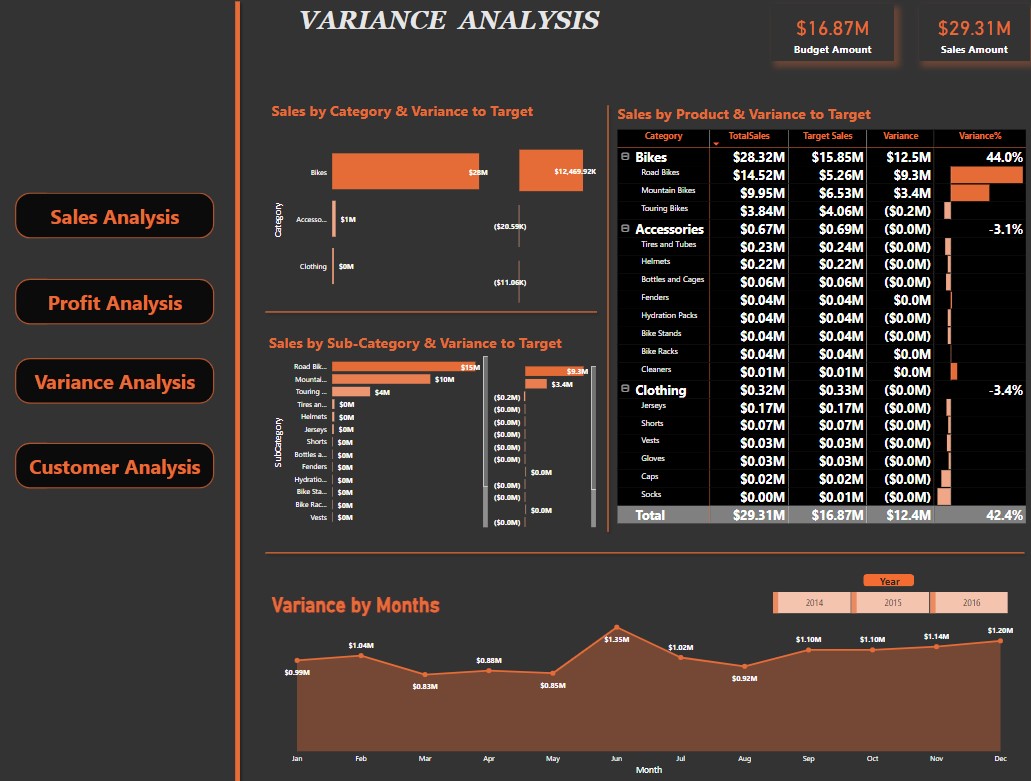 VARIANCE ANALYSIS
$16.87M
Budget Amount
$29.31M
Sales Amount
Sales Analysis
Profit Analysis
Variance Analysis
Customer Analysis
Sales by Category & Variance to Target
Category
Bikes $28M $12,469.92K
Accesso... $1M ($20.59K)
Clothing $0M ($11.06K)
Sales by Sub-Category & Variance to Target
SubCategory
Road Bik... $15M $9.3M
Mountai... $10M $3.4M
Touring ... $4M ($0.2M)
Tires an... $0M ($0.0M)
Helmets $0M ($0.0M)
Jerseys $0M ($0.0M)
Shorts $0M ($0.0M)
Bottles a... $0M ($0.0M)
Fenders $0M $0.0M
Hydratio... $0M ($0.0M)
Bike Sta... $0M ($0.0M)
Bike Rac... $0M $0.0M
Vests $0M ($0.0M)
Sales by Product & Variance to Target
Category TotalSales Target Sales Variance Variance%
Bikes $28.32M $15.85M $12.5M 44.0%
Road Bikes $14.52M $5.26M $9.3M
Mountain Bikes $9.95M $6.53M $3.4M
Touring Bikes $3.84M $4.06M ($0.2M)
Accessories $0.67M $0.69M ($0.0M) -3.1%
Tires and Tubes $0.23M $0.24M ($0.0M)
Helmets $0.22M $0.22M ($0.0M)
Bottles and Cages $0.06M $0.06M ($0.0M)
Fenders $0.04M $0.04M $0.0M
Hydration Packs $0.04M $0.04M ($0.0M)
Bike Stands $0.04M $0.04M ($0.0M)
Bike Racks $0.04M $0.04M $0.0M
Cleaners $0.01M $0.01M $0.0M
Clothing $0.32M $0.33M ($0.0M) -3.4%
Jerseys $0.17M $0.17M ($0.0M)
Shorts $0.07M $0.07M ($0.0M)
Vests $0.03M $0.03M ($0.0M)
Gloves $0.03M $0.03M ($0.0M)
Caps $0.02M $0.02M ($0.0M)
Socks $0.00M $0.01M ($0.0M)
Total $29.31M $16.87M $12.4M 42.4%
Variance by Months
Year
2014 2015 2016
$0.99M $1.04M $0.83M $0.88M $0.85M $1.35M $1.02M $0.92M $1.10M $1.10M $1.14M $1.20M
Jan Feb Mar Apr May Jun Jul Aug Sep Oct Nov Dec
Month